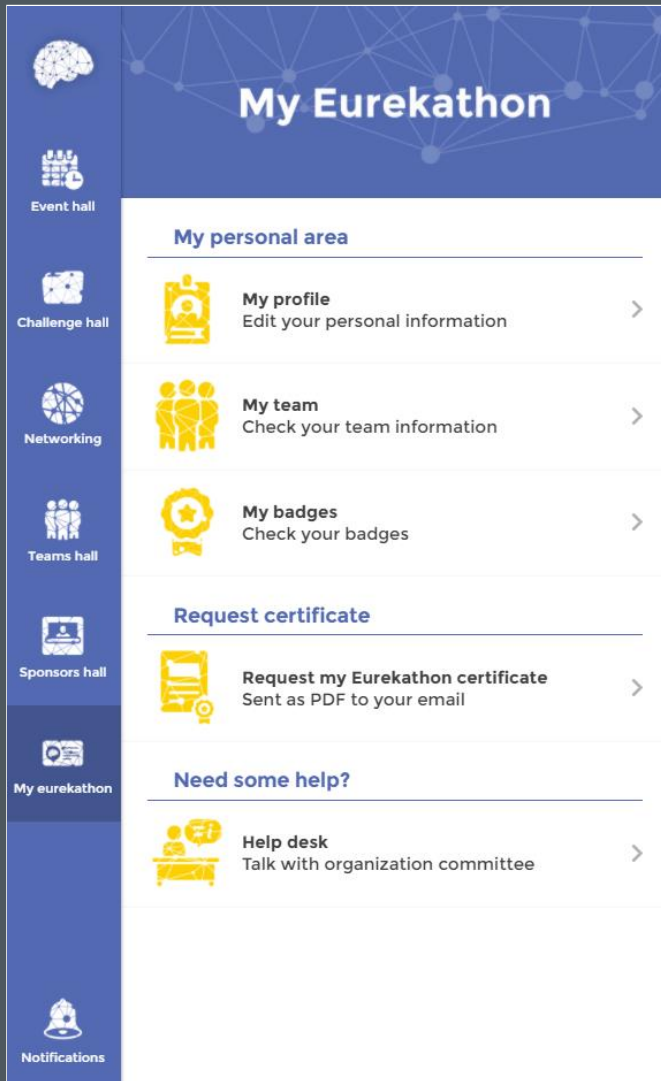 My Eurekathon
Event hall
Challenge hall
Networking
Teams hall
Sponsors hall
My eurekathon
Notifications
My personal area
My profile
Edit your personal information
My team
Check your team information
My badges
Check your badges
Request certificate
Request my Eurekathon certificate
Sent as PDF to your email
Need some help?
Help desk
Talk with organization committee